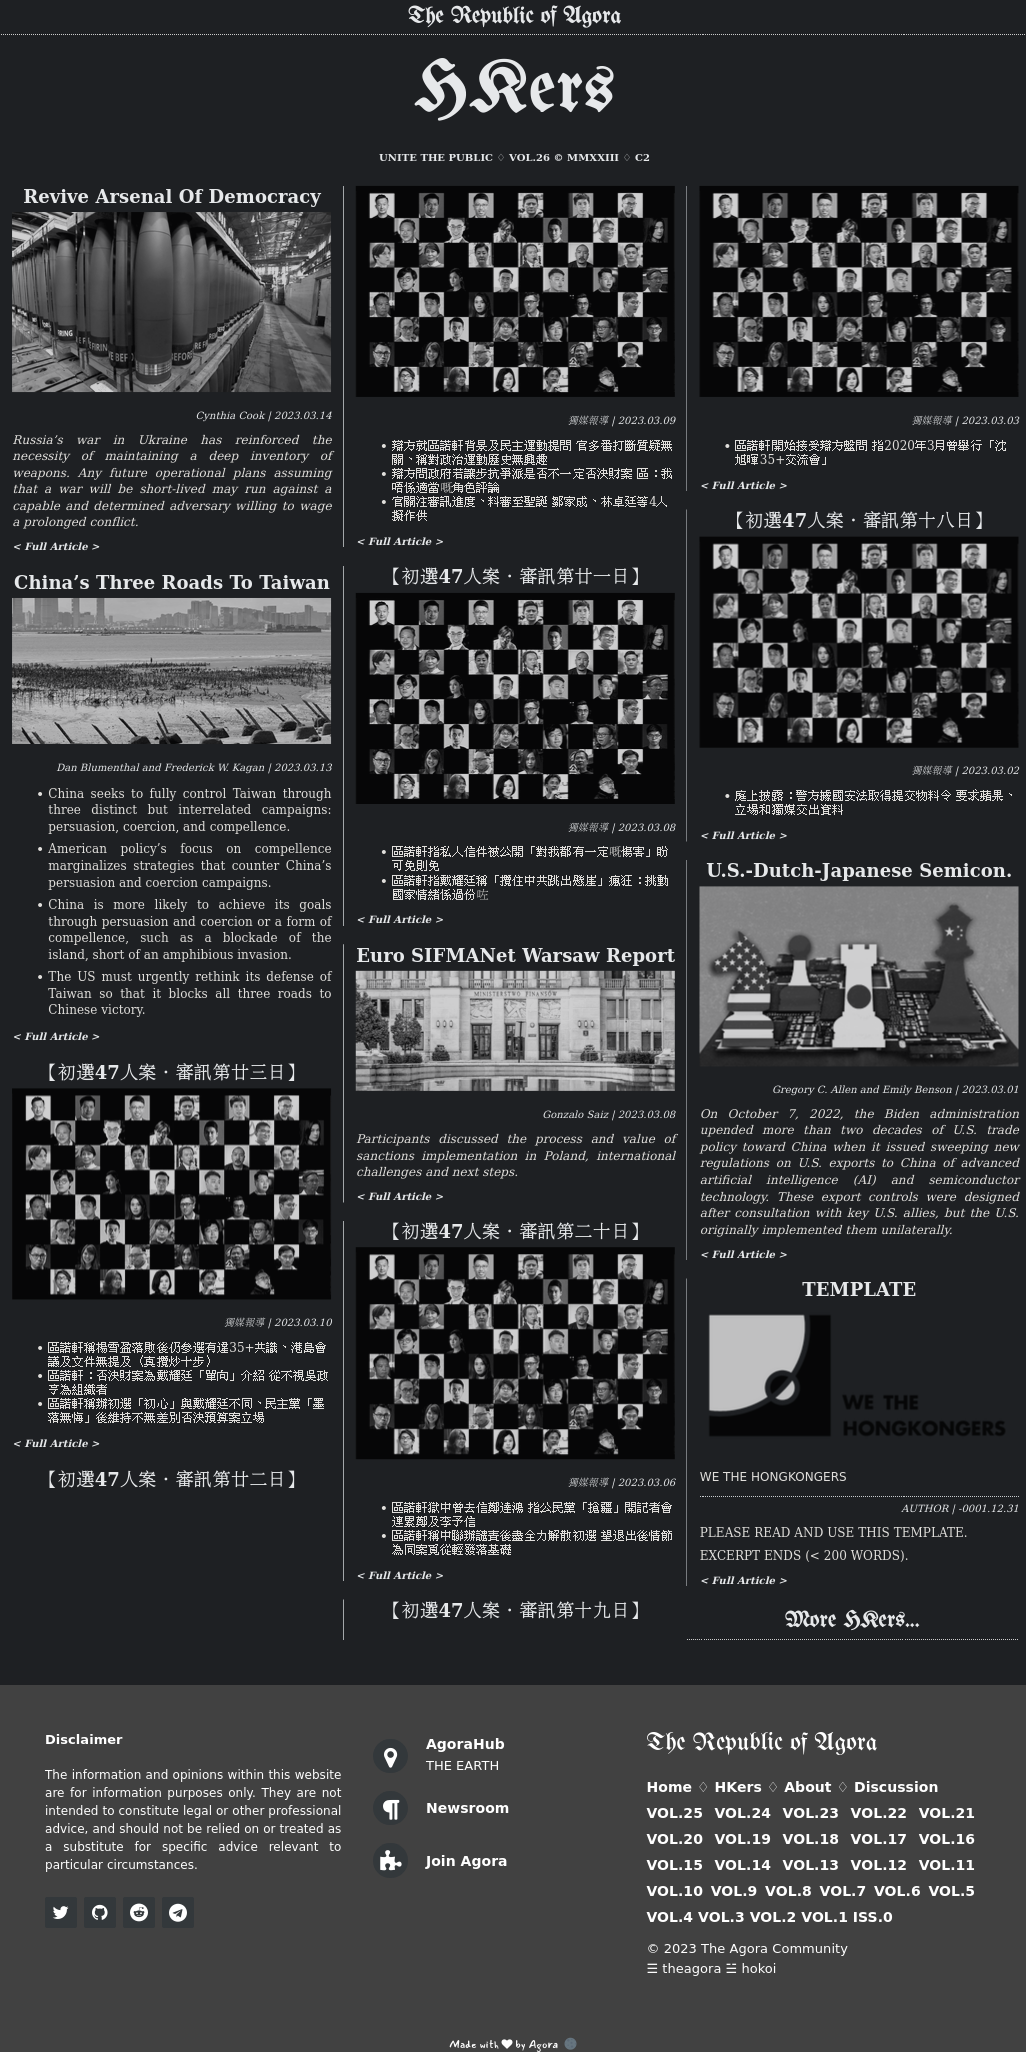 The Republic of Agora
HKers
UNITE THE PUBLIC ♢ VOL.26 © MMXXIII ♢ C2
Revive Arsenal Of Democracy
Cynthia Cook | 2023.03.14
Russia’s war in Ukraine has reinforced the
necessity of maintaining a deep inventory of
weapons. Any future operational plans assuming
that a war will be short-lived may run against a
capable and determined adversary willing to wage
a prolonged conflict.
< Full Article >
China’s Three Roads To Taiwan
Dan Blumenthal and Frederick W. Kagan | 2023.03.13
• China seeks to fully control Taiwan through
three distinct but interrelated campaigns:
persuasion, coercion, and compellence.
• American policy’s focus on compellence
marginalizes strategies that counter China’s
persuasion and coercion campaigns.
• China is more likely to achieve its goals
through persuasion and coercion or a form of
compellence, such as a blockade of the
island, short of an amphibious invasion.
• The US must urgently rethink its defense of
Taiwan so that it blocks all three roads to
Chinese victory.
< Full Article >
【初選47人案・審訊第廿三日】
獨媒報導 | 2023.03.10
• 區諾軒稱楊雪盈落敗後仍參選有違35+共識、港島會
議及文件無提及（真攬炒十步）
• 區諾軒：否決財案為戴耀廷「單向」介紹 從不視吳政
亨為組織者
• 區諾軒稱辦初選「初心」與戴耀廷不同、民主黨「墨
落無悔」後維持不無差別否決預算案立場
< Full Article >
【初選47人案・審訊第廿二日】
獨媒報導 | 2023.03.09
• 辯方就區諾軒背景及民主運動提問 官多番打斷質疑無
關、稱對政治運動歷史無興趣
• 辯方問政府若讓步抗爭派是否不一定否決財案 區：我
唔係適當嘅角色評論
• 官關注審訊進度、料審至聖誕 鄒家成、林卓廷等4人
擬作供
< Full Article >
【初選47人案・審訊第廿一日】
獨媒報導 | 2023.03.08
• 區諾軒指私人信件被公開「對我都有一定嘅傷害」盼
可免則免
• 區諾軒指戴耀廷稱「攬住中共跳出懸崖」瘋狂：挑動
國家情緒係過份咗
< Full Article >
Euro SIFMANet Warsaw Report
MINISTERSTWO FINANSÓW
Gonzalo Saiz | 2023.03.08
Participants discussed the process and value of
sanctions implementation in Poland, international
challenges and next steps.
< Full Article >
【初選47人案・審訊第二十日】
獨媒報導 | 2023.03.06
• 區諾軒獄中曾去信鄭達鴻 指公民黨「搶疆」開記者會
連累鄭及李予信
• 區諾軒稱中聯辦譴責後盡全力解散初選 望退出後情節
為同案覓從輕發落基礎
< Full Article >
【初選47人案・審訊第十九日】
獨媒報導 | 2023.03.03
• 區諾軒開始接受辯方盤問 指2020年3月曾舉行「沈
旭暉35+交流會」
< Full Article >
【初選47人案・審訊第十八日】
獨媒報導 | 2023.03.02
• 庭上披露：警方據國安法取得提交物料令 要求蘋果、
立場和獨媒交出資料
< Full Article >
U.S.-Dutch-Japanese Semicon.
Gregory C. Allen and Emily Benson | 2023.03.01
On October 7, 2022, the Biden administration
upended more than two decades of U.S. trade
policy toward China when it issued sweeping new
regulations on U.S. exports to China of advanced
artificial intelligence (AI) and semiconductor
technology. These export controls were designed
after consultation with key U.S. allies, but the U.S.
originally implemented them unilaterally.
< Full Article >
TEMPLATE
WE THE
HONGKONGERS
WE THE HONGKONGERS
AUTHOR | -0001.12.31
PLEASE READ AND USE THIS TEMPLATE.
EXCERPT ENDS (< 200 WORDS).
< Full Article >
More HKers...
Disclaimer
The information and opinions within this website
are for information purposes only. They are not
intended to constitute legal or other professional
advice, and should not be relied on or treated as
a substitute for specific advice relevant to
particular circumstances.
AgoraHub
THE EARTH
Newsroom
Join Agora
The Republic of Agora
Home ♢ HKers ♢ About ♢ Discussion
VOL.25 VOL.24 VOL.23 VOL.22 VOL.21
VOL.20 VOL.19 VOL.18 VOL.17 VOL.16
VOL.15 VOL.14 VOL.13 VOL.12 VOL.11
VOL.10 VOL.9 VOL.8 VOL.7 VOL.6 VOL.5
VOL.4 VOL.3 VOL.2 VOL.1 ISS.0
© 2023 The Agora Community
☰ theagora ☱ hokoi
Made with ♥ by Agora